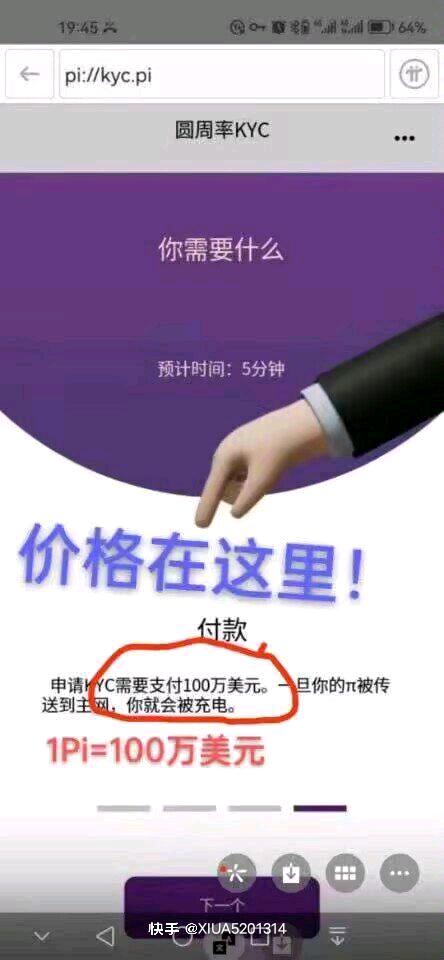 19:45
64%
pi://kyc.pi
圆周率KYC
你需要什么
预计时间：5分钟
价格在这里！
付款
申请KYC需要支付100万美元。一旦你的π被传
送到主网，你就会被充电。
1Pi=100万美元
下一个
快手 @XIUA5201314